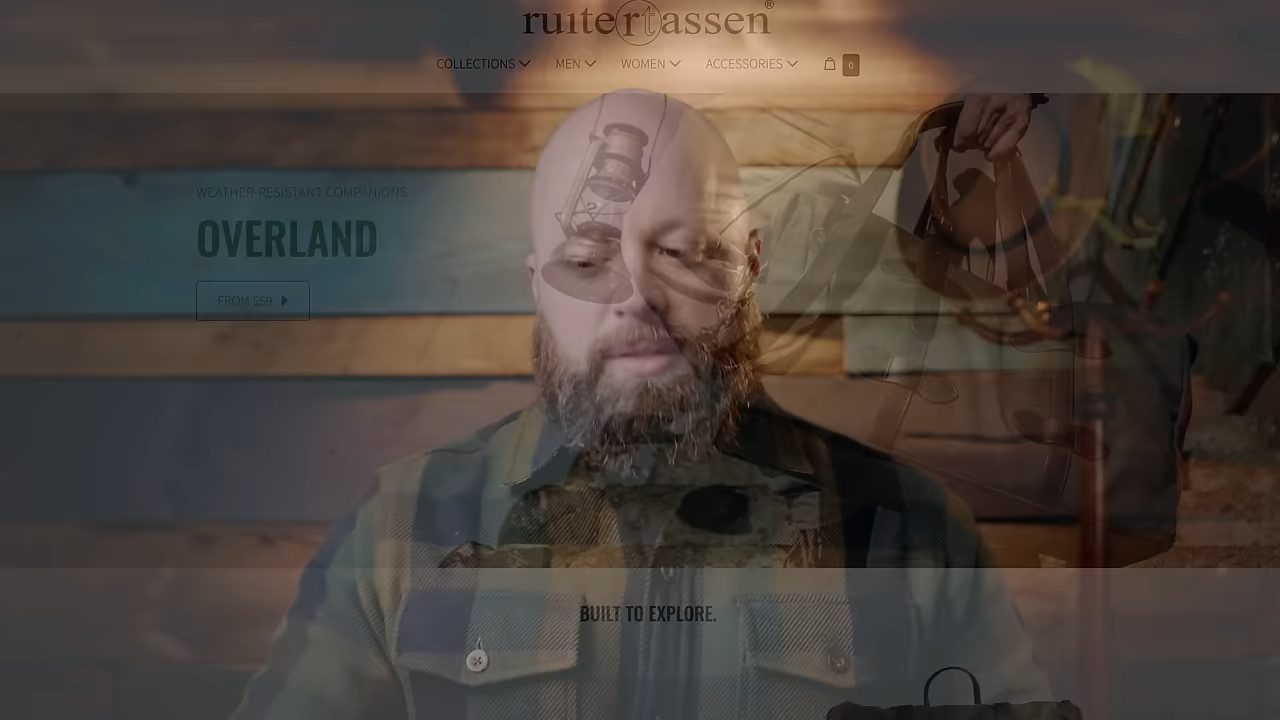 ruitertassen®
COLLECTIONS MEN WOMEN ACCESSORIES 0
WEATHER-RESISTANT COMPANIONS
OVERLAND
FROM $59
BUILT TO EXPLORE.